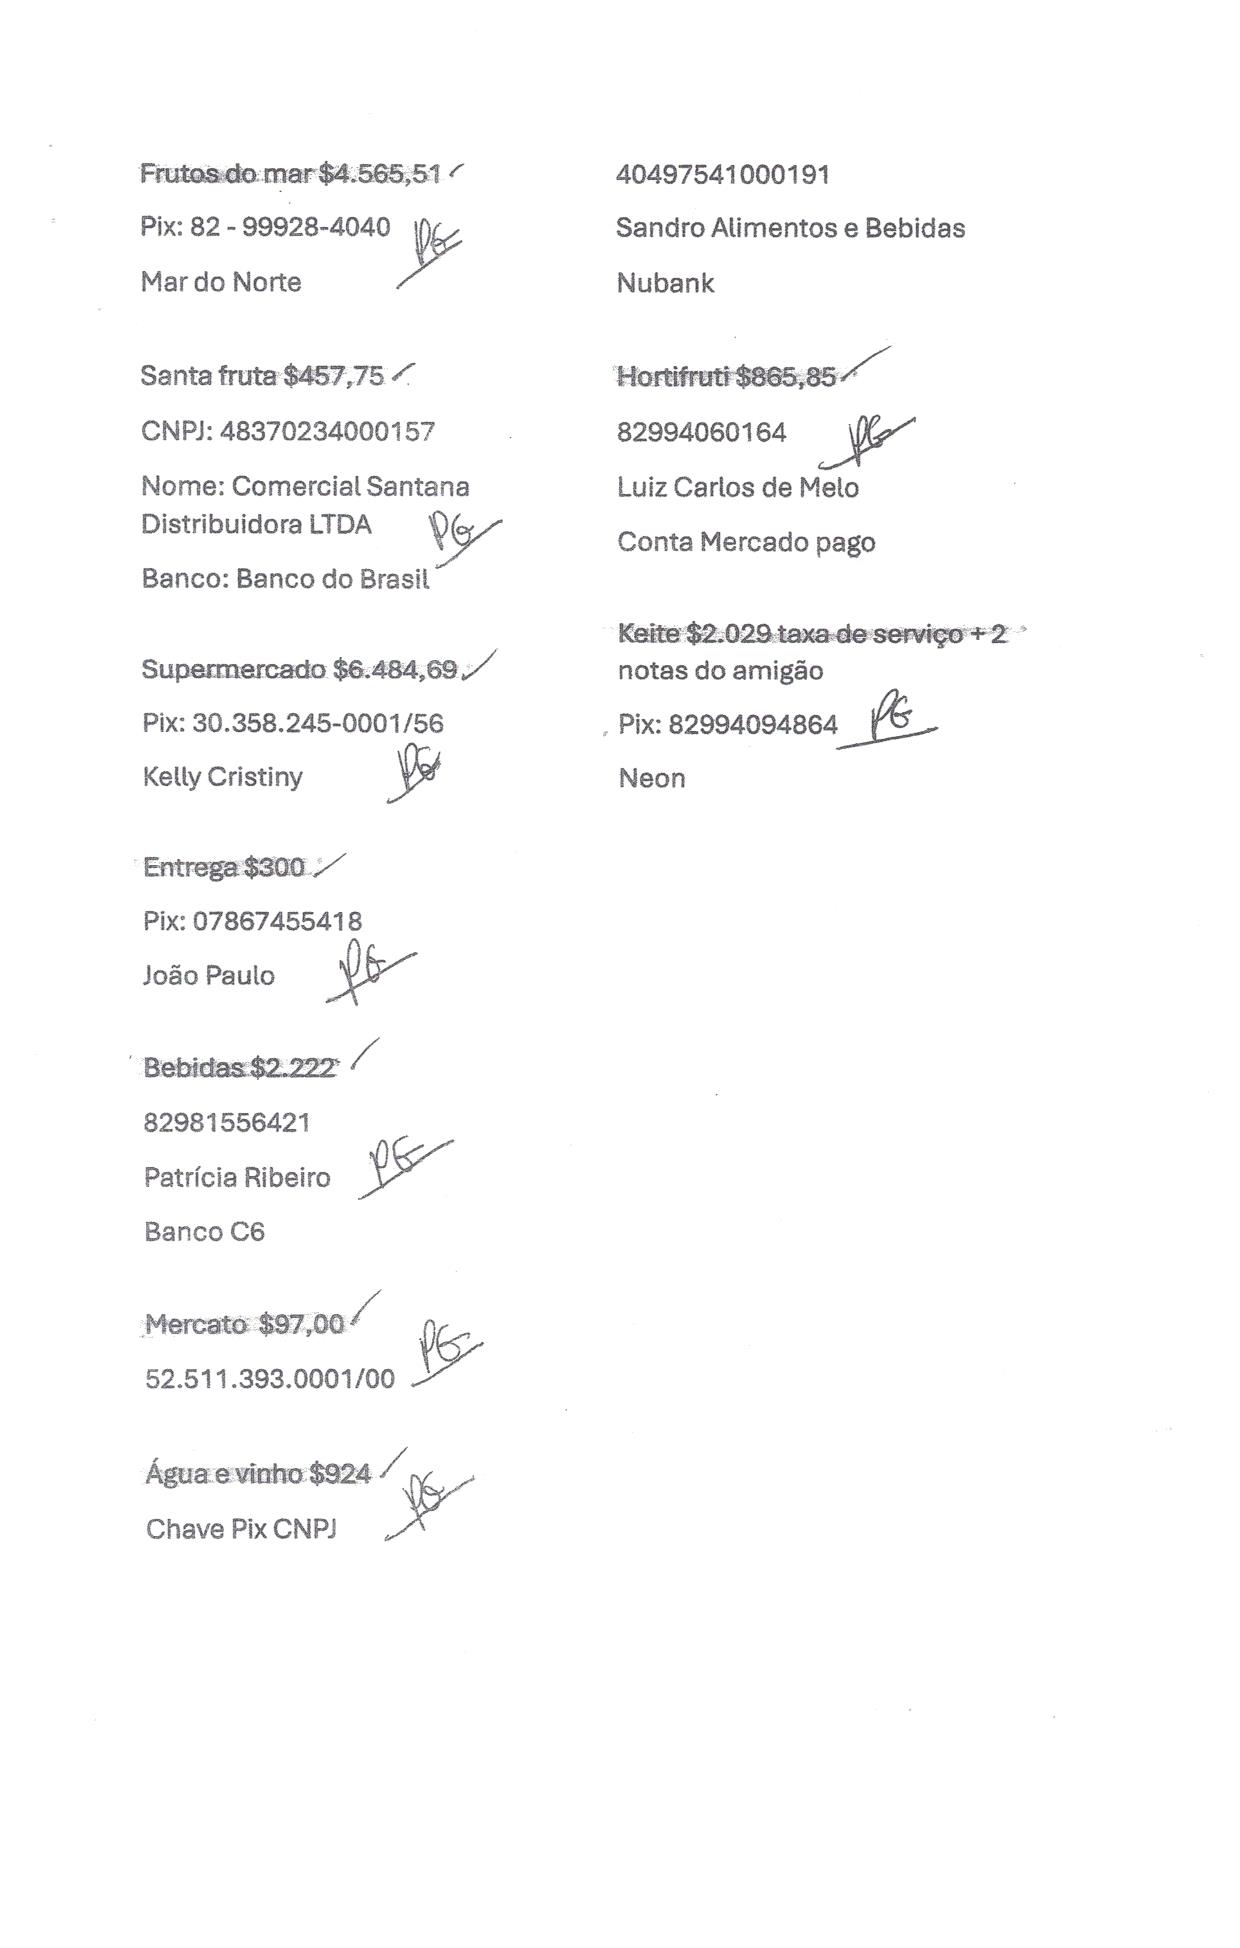 Frutos do mar $4.565,51 ✓
Pix: 82 - 99928-4040 PG
Mar do Norte
Santa fruta $457,75 ✓
CNPJ: 48370234000157
Nome: Comercial Santana
Distribuidora LTDA PG
Banco: Banco do Brasil
Supermercado $6.484,69 ✓
Pix: 30.358.245-0001/56
Kelly Cristiny PG
Entrega $300 ✓
Pix: 07867455418
João Paulo PG
Bebidas $2.222 ✓
82981556421
Patrícia Ribeiro PG
Banco C6
Mercato $97,00 ✓
52.511.393.0001/00 PG
Água e vinho $924 ✓
Chave Pix CNPJ PG
40497541000191
Sandro Alimentos e Bebidas
Nubank
Hortifruti $865,85 ✓
82994060164 PG
Luiz Carlos de Melo
Conta Mercado pago
Keite $2.029 taxa de serviço + 2
notas do amigão
Pix: 82994094864 PG
Neon